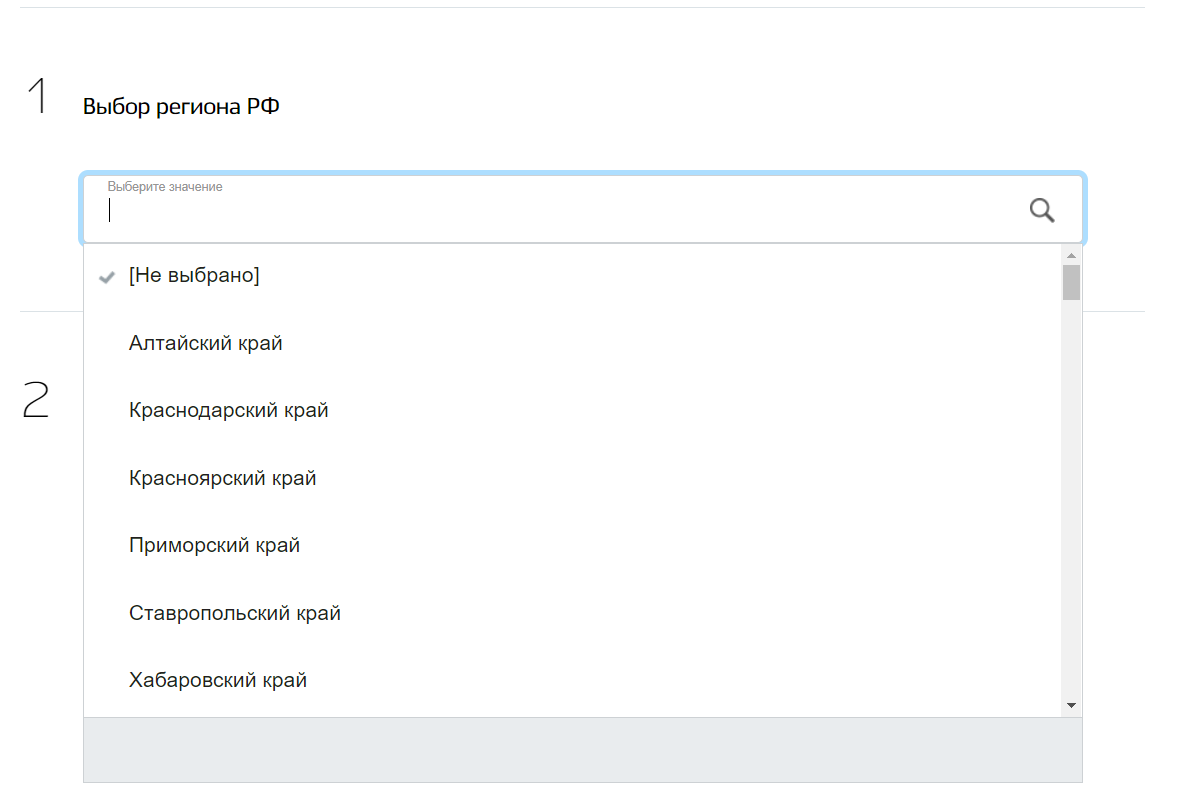 1
Выбор региона РФ
Выберите значение
[Не выбрано]
Алтайский край
Краснодарский край
2
Красноярский край
Приморский край
Ставропольский край
Хабаровский край